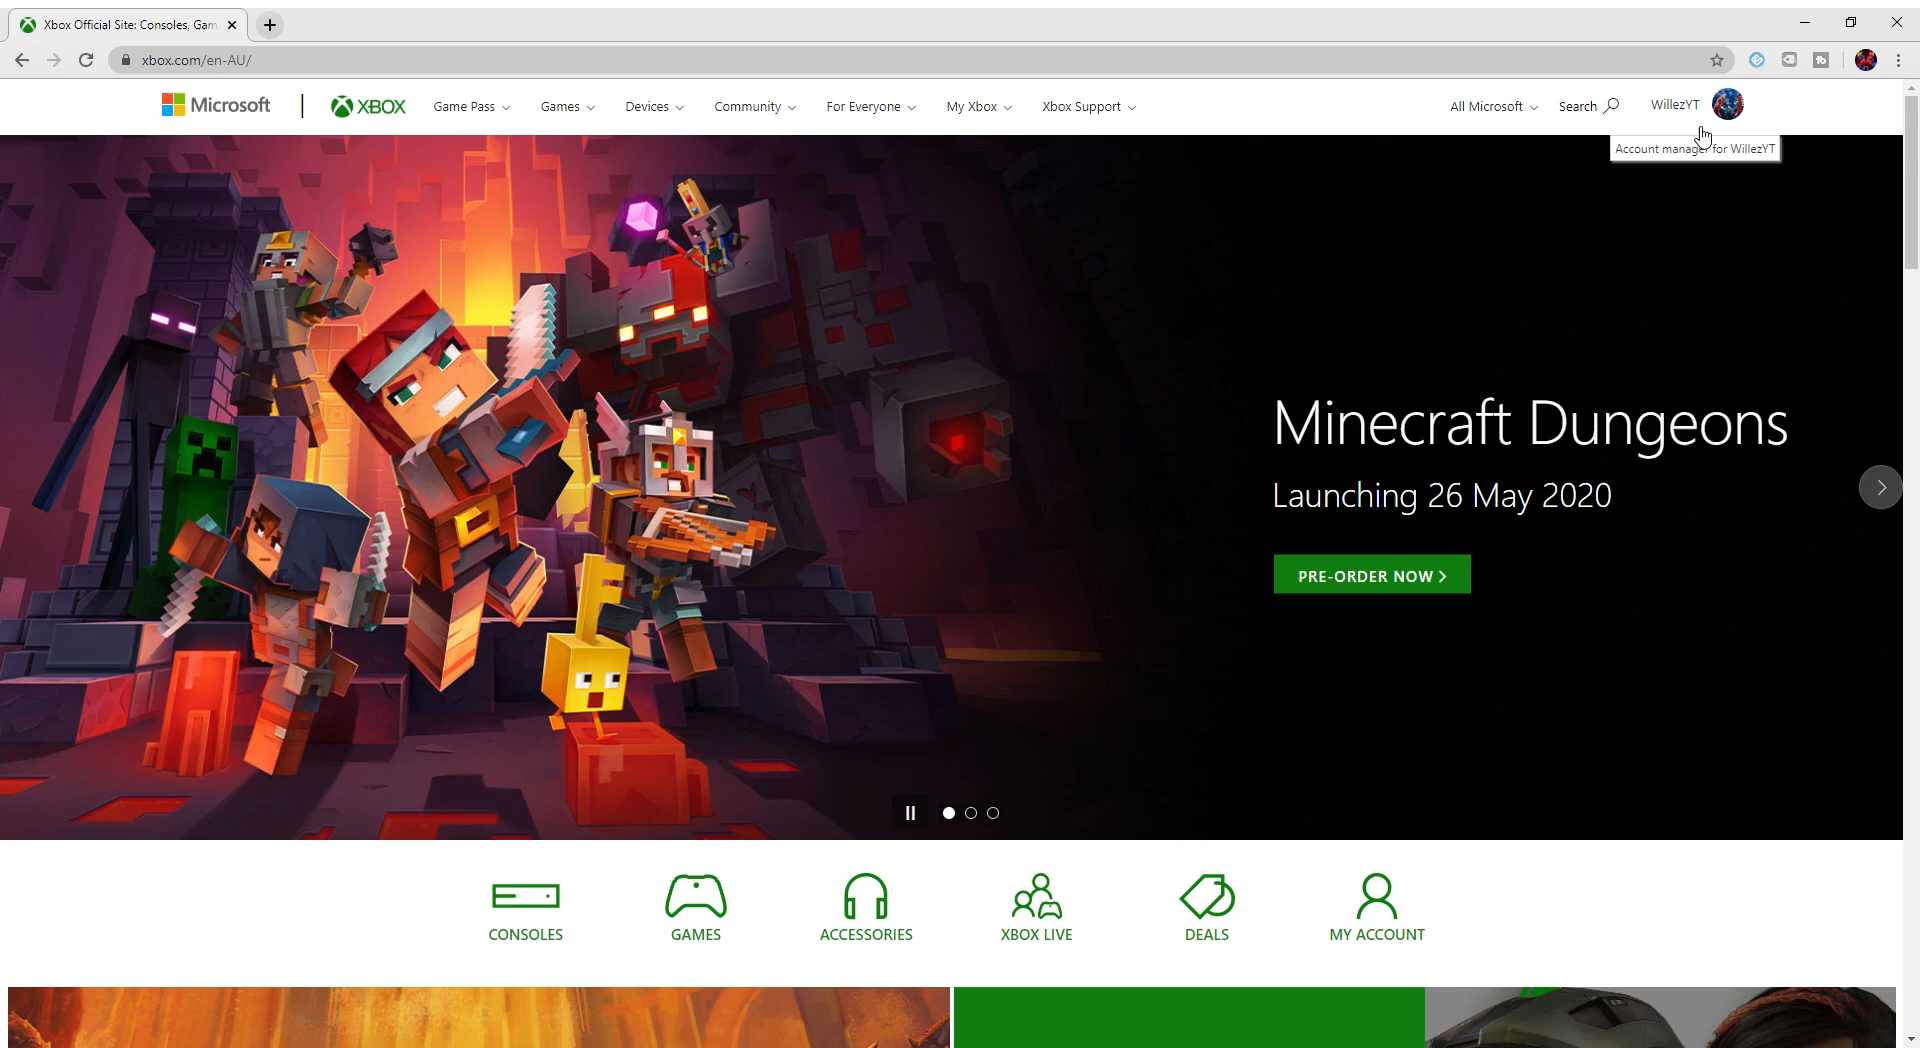 Xbox Official Site: Consoles, Gam
xbox.com/en-AU/
Microsoft
XBOX
Game Pass
Games
Devices
Community
For Everyone
My Xbox
Xbox Support
All Microsoft
Search
WillezYT
Account manager for WillezYT
Minecraft Dungeons
Launching 26 May 2020
PRE-ORDER NOW
CONSOLES
GAMES
ACCESSORIES
XBOX LIVE
DEALS
MY ACCOUNT